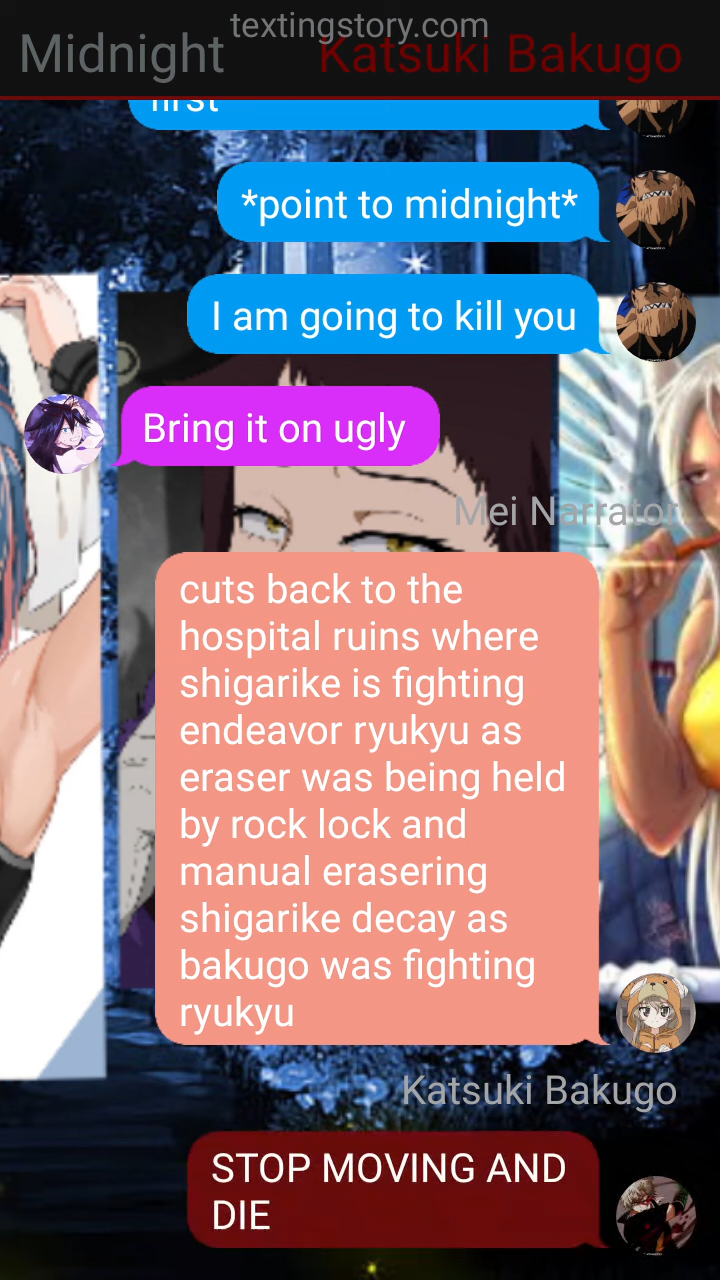 textingstory.com
Midnight
Katsuki Bakugo
first
*point to midnight*
I am going to kill you
Bring it on ugly
Mei Narrator
cuts back to the
hospital ruins where
shigarike is fighting
endeavor ryukyu as
eraser was being held
by rock lock and
manual erasering
shigarike decay as
bakugo was fighting
ryukyu
Katsuki Bakugo
STOP MOVING AND
DIE